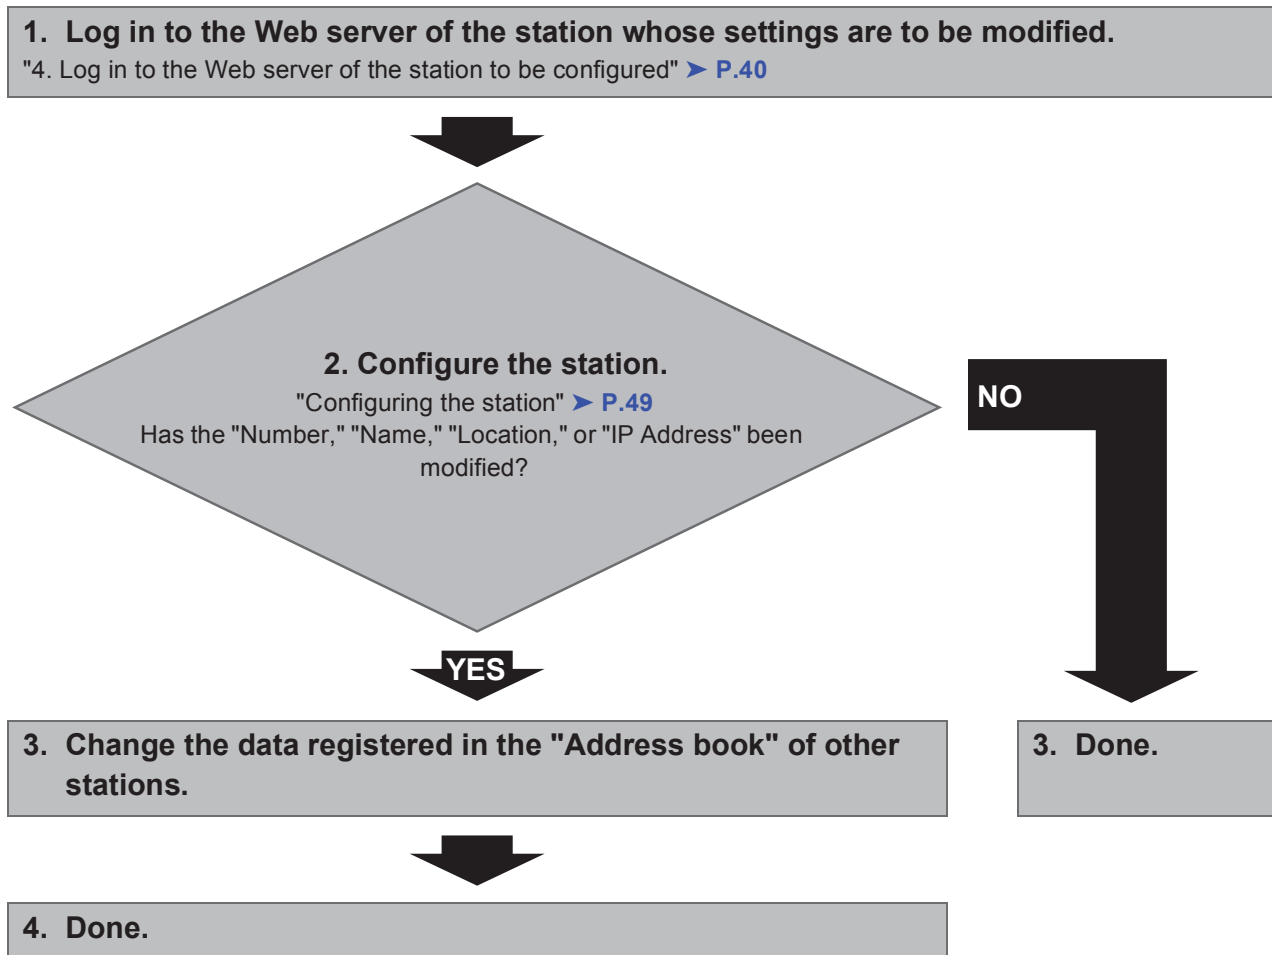 1. Log in to the Web server of the station whose settings are to be modified.
"4. Log in to the Web server of the station to be configured" ➤ P.40
2. Configure the station.
"Configuring the station" ➤ P.49
Has the "Number," "Name," "Location," or "IP Address" been
modified?
NO
YES
3. Change the data registered in the "Address book" of other
stations.
3. Done.
4. Done.